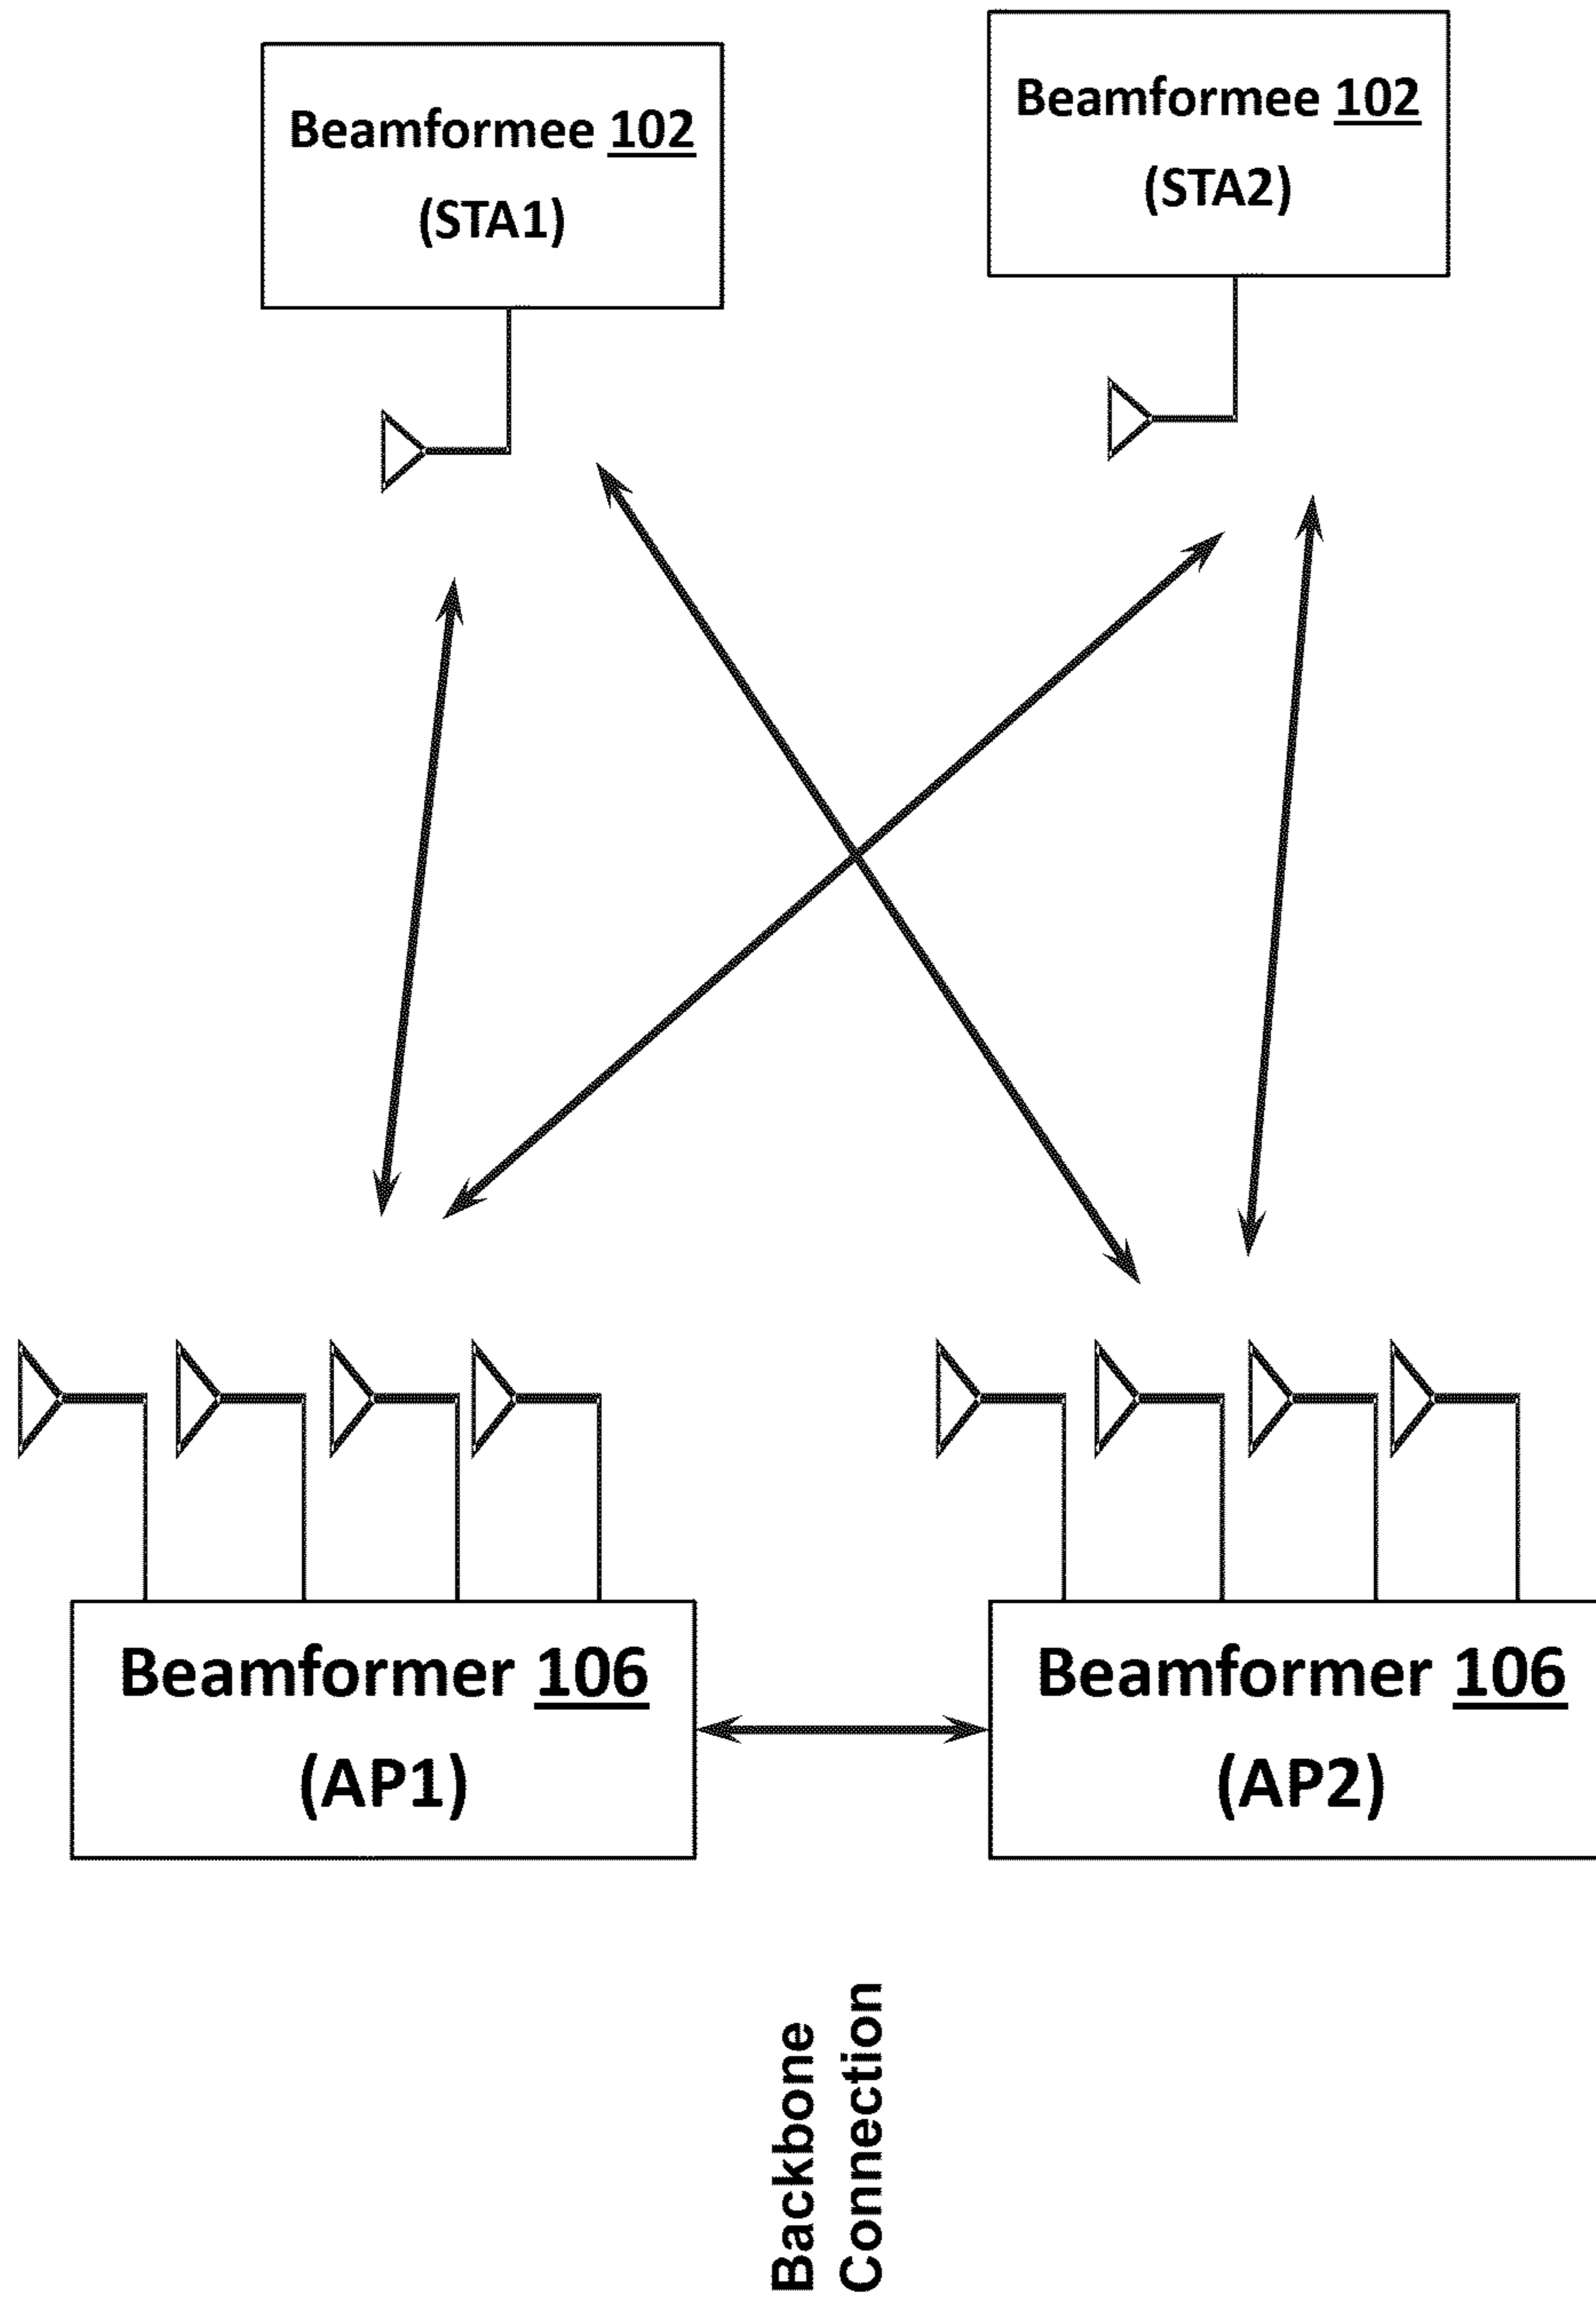 Beamformee 102
(STA1)
Beamformee 102
(STA2)
Beamformer 106
(AP1)
Beamformer 106
(AP2)
Backbone
Connection